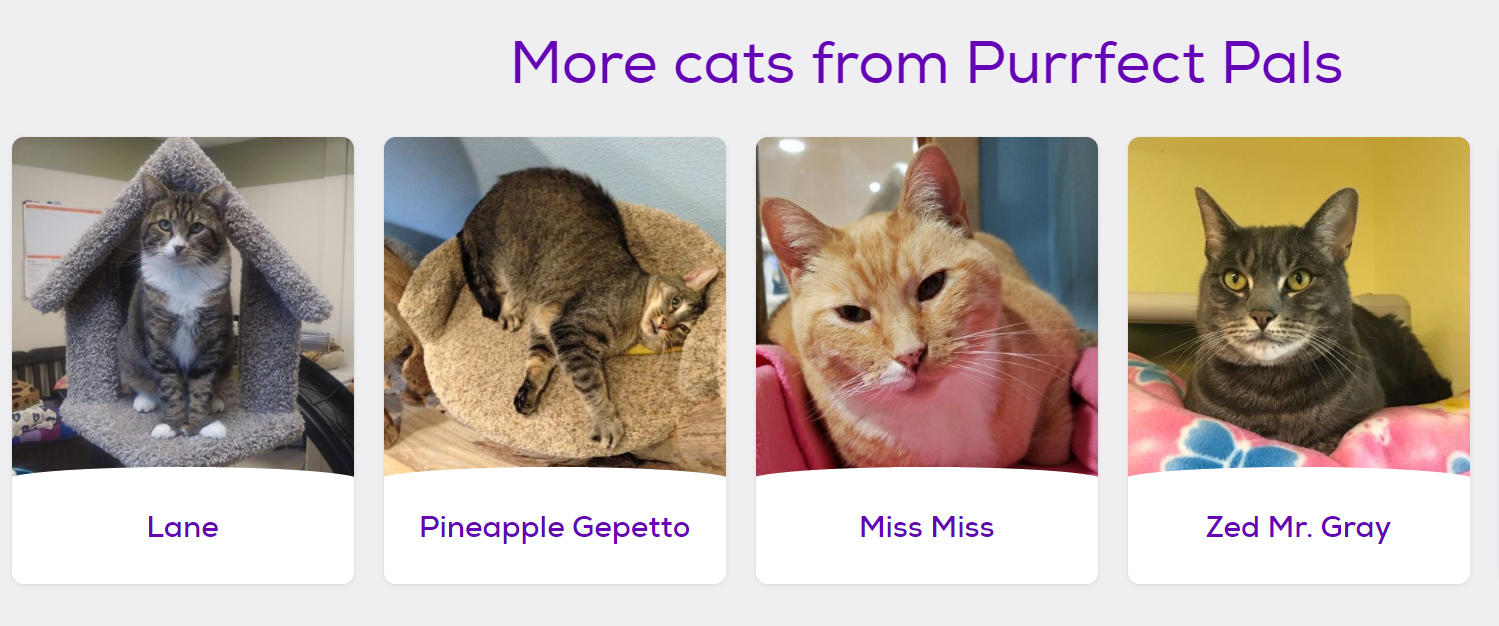 More cats from Purrfect Pals
Lane
Pineapple Gepetto
Miss Miss
Zed Mr. Gray